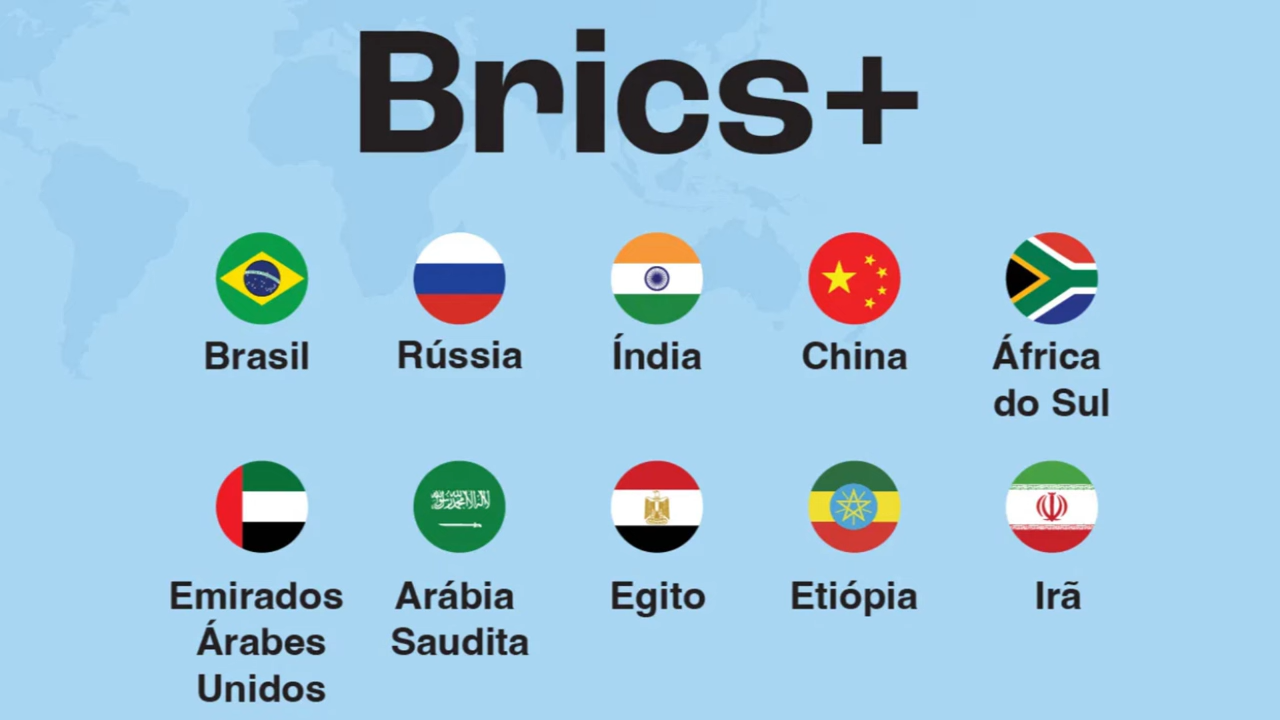 Brics+
Brasil
Rússia
Índia
China
África
do Sul
Emirados
Árabes
Unidos
Arábia
Saudita
Egito
Etiópia
Irã